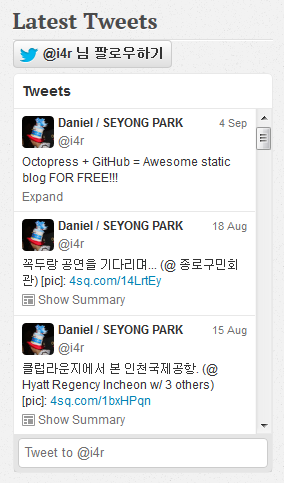 Latest Tweets
@i4r 님 팔로우하기
Tweets
Daniel / SEYONG PARK 4 Sep
@i4r
Octopress + GitHub = Awesome static
blog FOR FREE!!!
Expand
Daniel / SEYONG PARK 18 Aug
@i4r
꼭두랑 공연을 기다리며... (@ 종로구민회
관) [pic]: 4sq.com/14LrtEy
Show Summary
Daniel / SEYONG PARK 15 Aug
@i4r
클럽라운지에서 본 인천국제공항. (@
Hyatt Regency Incheon w/ 3 others)
[pic]: 4sq.com/1bxHPqn
Show Summary
Tweet to @i4r